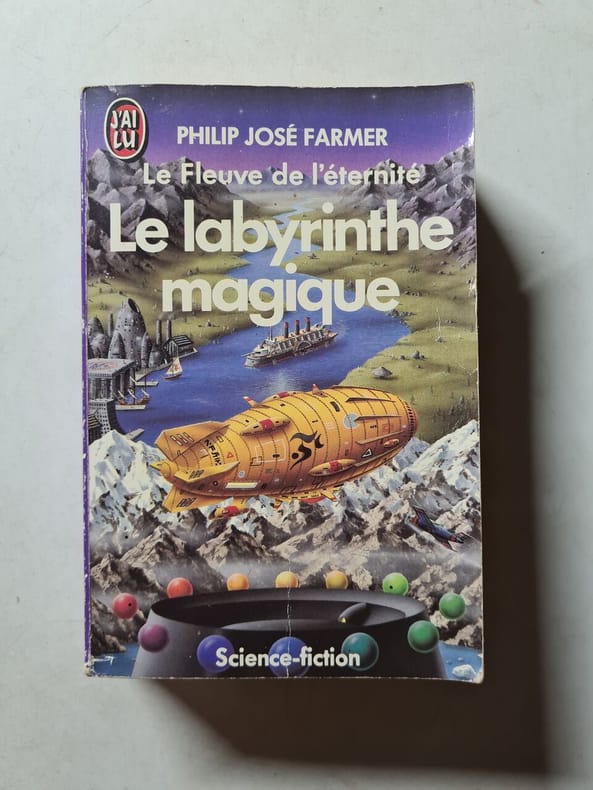 J'AI
LU
PHILIP JOSÉ FARMER
Le Fleuve de l'éternité
Le labyrinthe
magique
Science-fiction